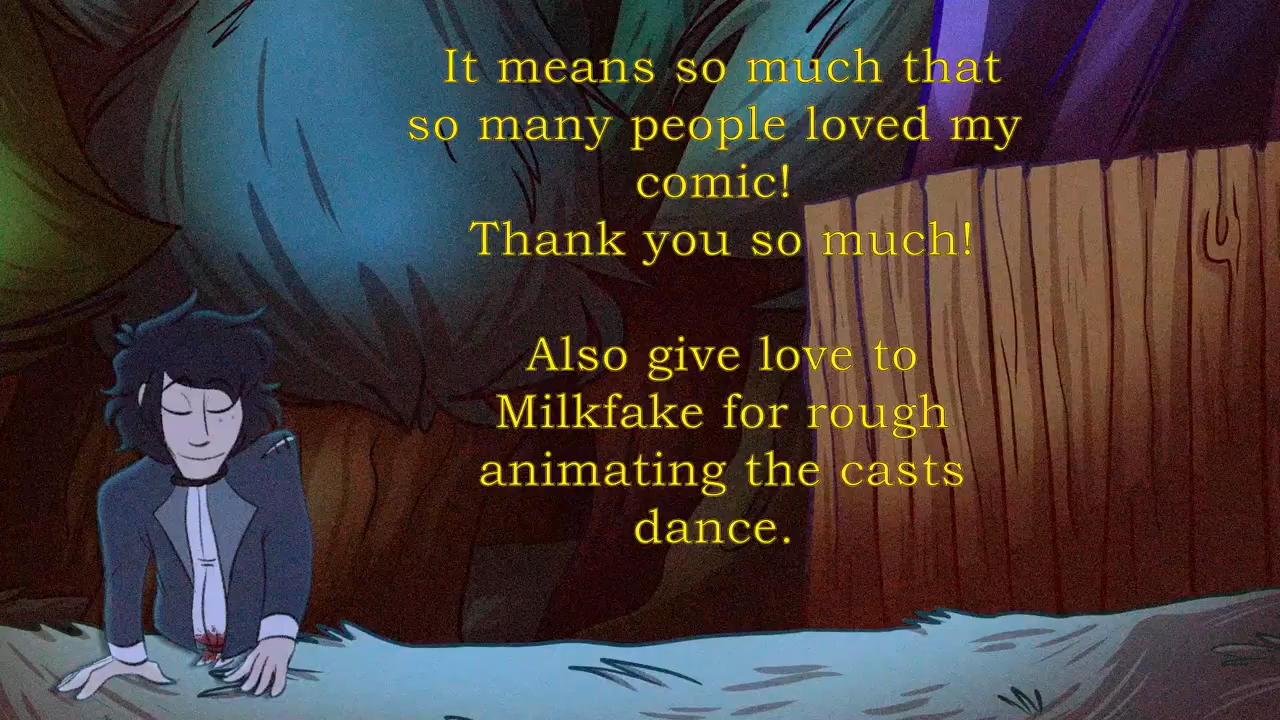 It means so much that
so many people loved my
comic!
Thank you so much!
Also give love to
Milkfake for rough
animating the casts
dance.